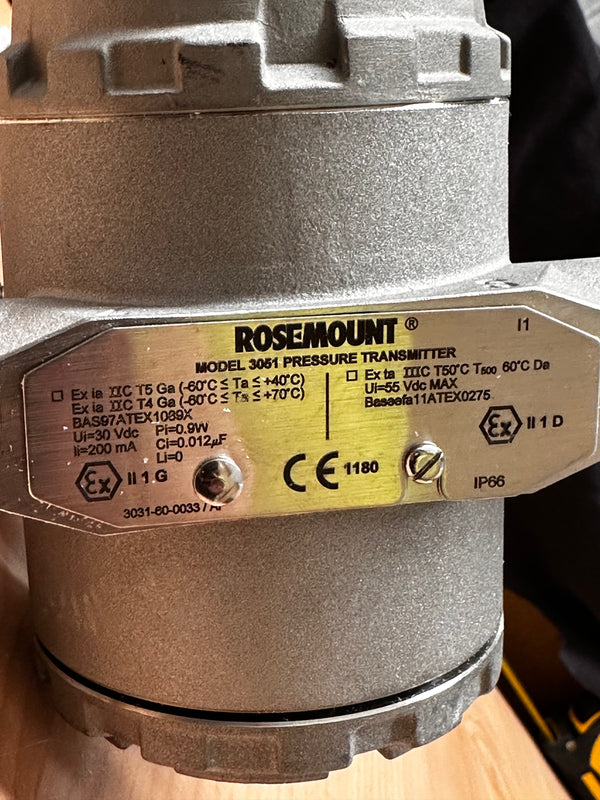 ROSEMOUNT ®
I1
MODEL 3051 PRESSURE TRANSMITTER
□ Ex ia IIC T5 Ga (-60°C ≤ Ta ≤ +40°C)
Ex ia IIC T4 Ga (-60°C ≤ Ta ≤ +70°C)
BAS97ATEX1089X
Ui=30 Vdc Pi=0.9W
Ii=200 mA Ci=0.012µF
Li=0
Ex II 1 G
3031-60-0033 /
CE 1180
□ Ex ta IIIC T50°C T500 60°C Da
Ui=55 Vdc MAX
Baseefa11ATEX0275
Ex II 1 D
IP66